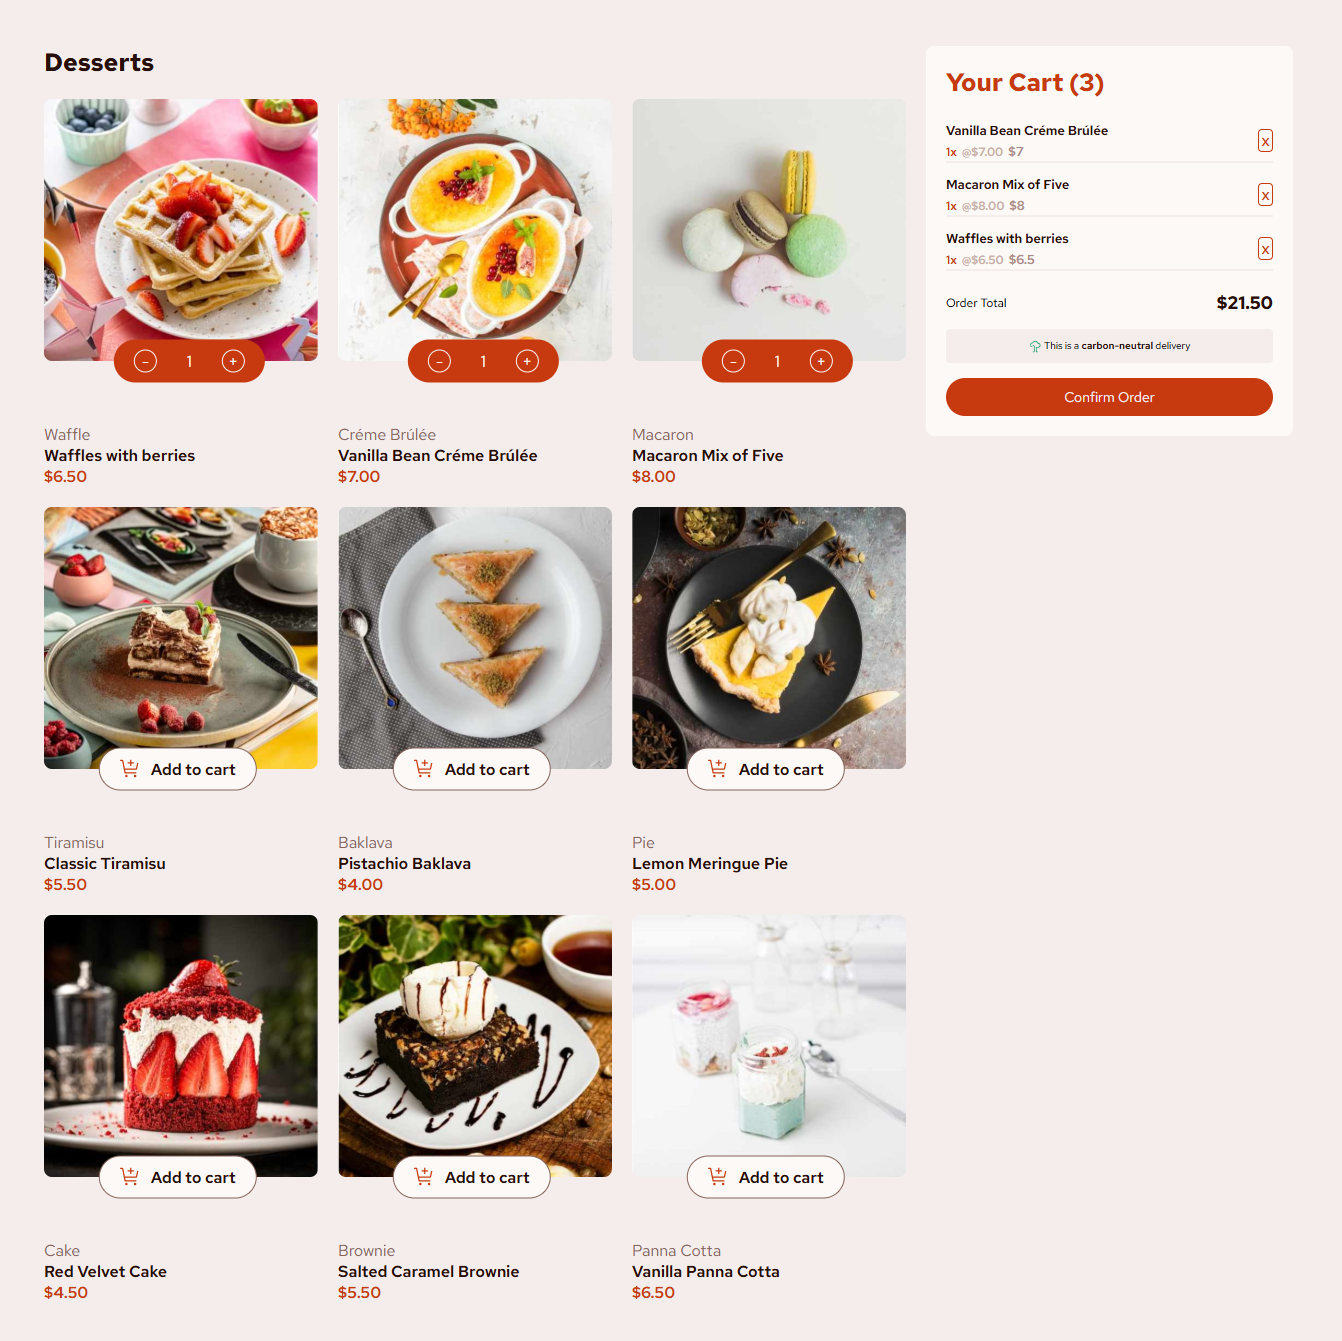 Desserts
- 1 +
- 1 +
- 1 +
Waffle
Waffles with berries
$6.50
Créme Brúlée
Vanilla Bean Créme Brúlée
$7.00
Macaron
Macaron Mix of Five
$8.00
Add to cart
Add to cart
Add to cart
Tiramisu
Classic Tiramisu
$5.50
Baklava
Pistachio Baklava
$4.00
Pie
Lemon Meringue Pie
$5.00
Add to cart
Add to cart
Add to cart
Cake
Red Velvet Cake
$4.50
Brownie
Salted Caramel Brownie
$5.50
Panna Cotta
Vanilla Panna Cotta
$6.50
Your Cart (3)
Vanilla Bean Créme Brúlée
1x @$7.00 $7
X
Macaron Mix of Five
1x @$8.00 $8
X
Waffles with berries
1x @$6.50 $6.5
X
Order Total $21.50
This is a carbon-neutral delivery
Confirm Order